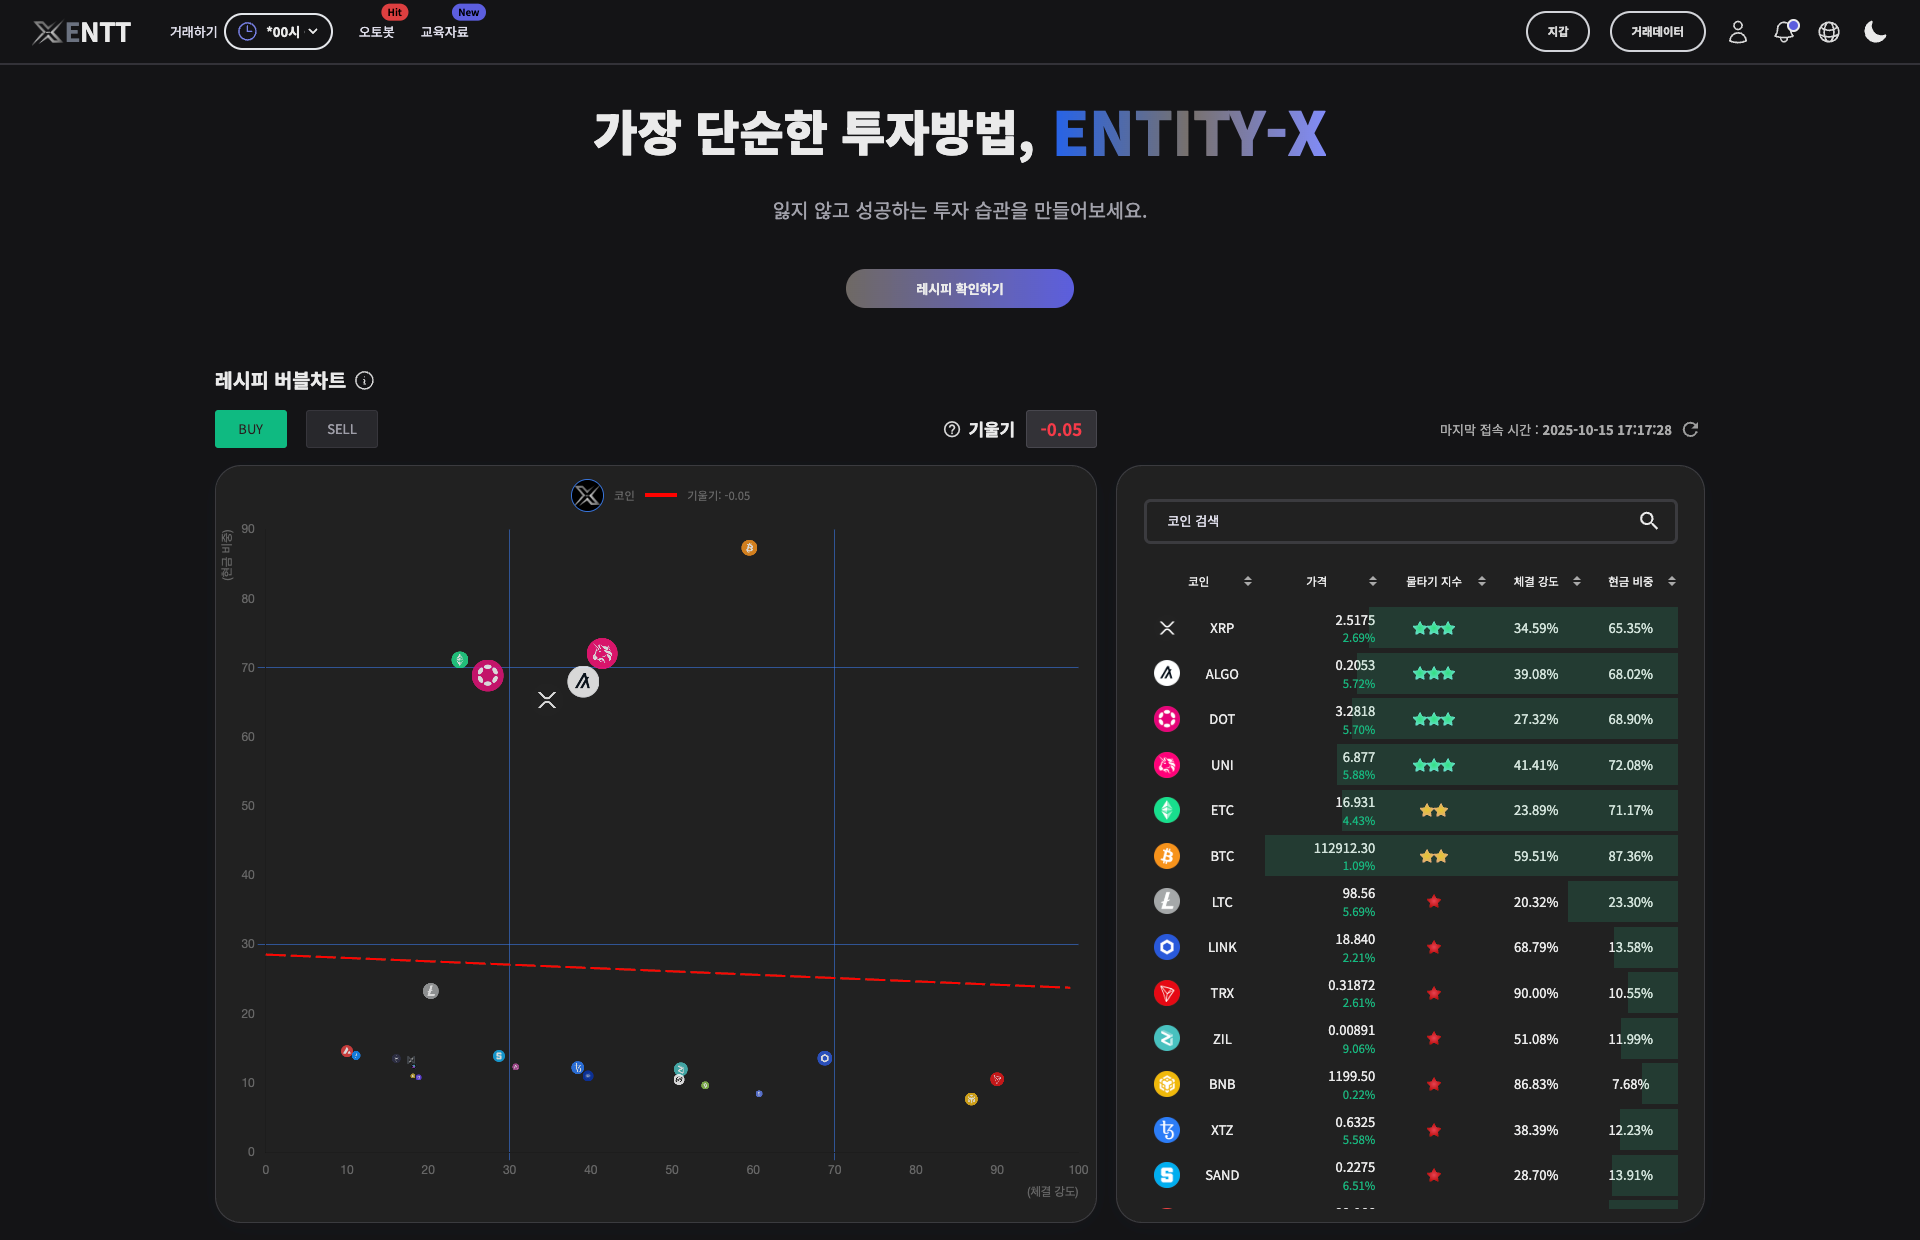 XENTT
거래하기
*00시
오토봇
Hit
교육자료
New
지갑
거래데이터
가장 단순한 투자방법, ENTITY-X
잃지 않고 성공하는 투자 습관을 만들어보세요.
레시피 확인하기
레시피 버블차트
BUY
SELL
기울기
-0.05
마지막 접속 시간 : 2025-10-15 17:17:28
코인
기울기: -0.05
(현금 비중)
90
80
70
60
50
40
30
20
10
0
0 10 20 30 40 50 60 70 80 90 100
(체결 강도)
코인 검색
코인 가격 물타기 지수 체결 강도 현금 비중
XRP 2.5175 34.59% 65.35%
2.69%
ALGO 0.2053 39.08% 68.02%
5.72%
DOT 3.2818 27.32% 68.90%
5.70%
UNI 6.877 41.41% 72.08%
5.88%
ETC 16.931 23.89% 71.17%
4.43%
BTC 112912.30 59.51% 87.36%
1.09%
LTC 98.56 20.32% 23.30%
5.69%
LINK 18.840 68.79% 13.58%
2.21%
TRX 0.31872 90.00% 10.55%
2.61%
ZIL 0.00891 51.08% 11.99%
9.06%
BNB 1199.50 86.83% 7.68%
0.22%
XTZ 0.6325 38.39% 12.23%
5.58%
SAND 0.2275 28.70% 13.91%
6.51%